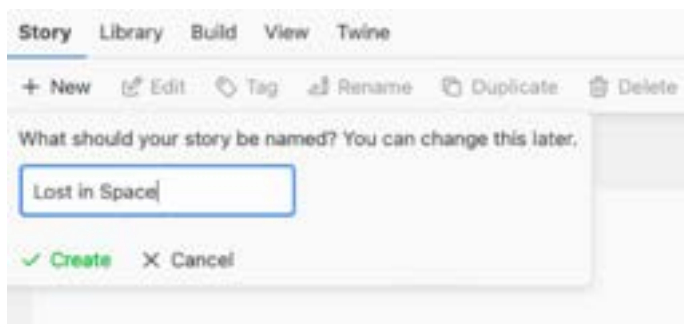 Story Library Build View Twine
+ New Edit Tag Rename Duplicate Delete
What should your story be named? You can change this later.
Lost in Space
✓ Create X Cancel